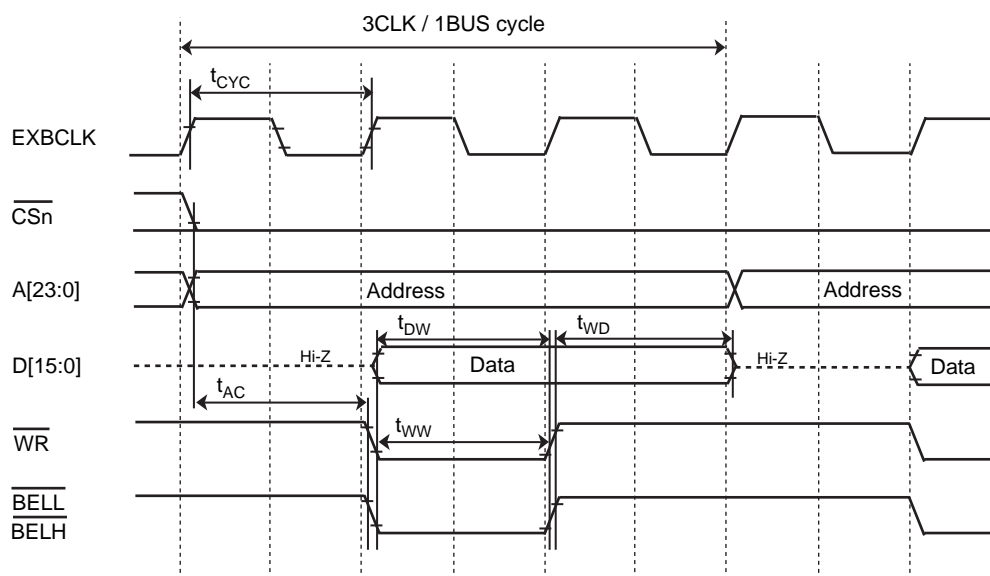 3CLK / 1BUS cycle
tCYC
EXBCLK
CSn
A[23:0]
Address
Address
tDW
tWD
D[15:0]
Hi-Z
Data
Hi-Z
Data
tAC
WR
tWW
BELL
BELH